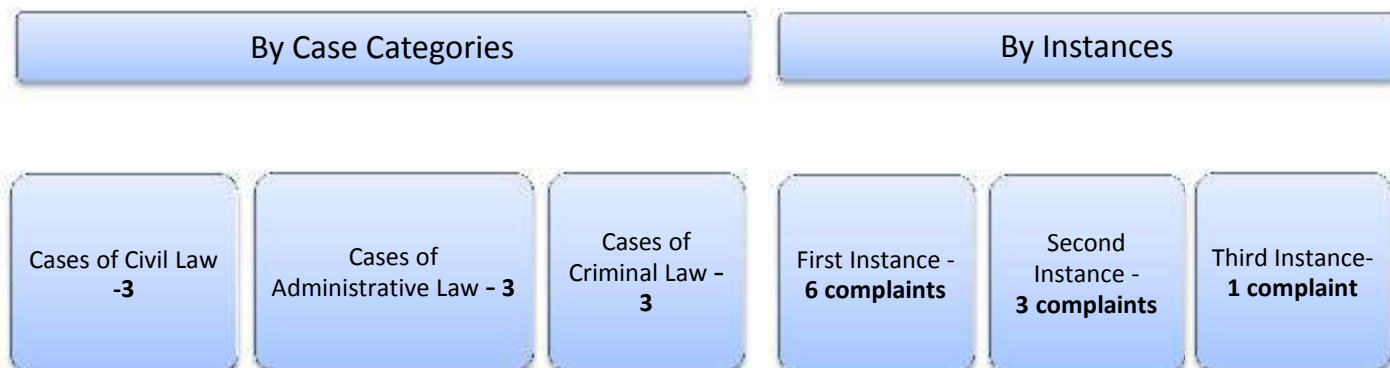 By Case Categories
By Instances
Cases of Civil Law
-3
Cases of
Administrative Law – 3
Cases of
Criminal Law –
3
First Instance -
6 complaints
Second
Instance -
3 complaints
Third Instance-
1 complaint